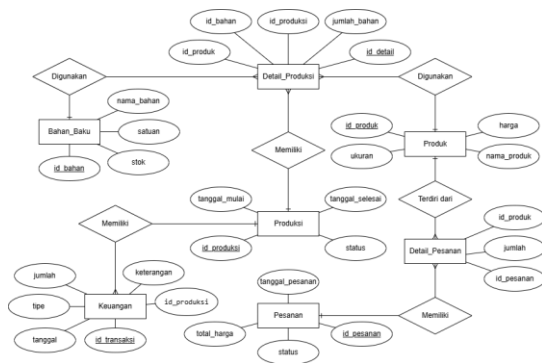 id_bahan
id_produksi
jumlah_bahan
id_produk
id_detail
Digunakan
Detail_Produksi
Digunakan
nama_bahan
Bahan_Baku
satuan
id_bahan
stok
Memiliki
id_produk
harga
Produk
ukuran
nama_produk
tanggal_mulai
tanggal_selesai
Memiliki
Produksi
Terdiri dari
id_produksi
status
id_produk
Detail_Pesanan
jumlah
id_pesanan
jumlah
keterangan
tipe
Keuangan
id_produksi
tanggal
id_transaksi
tanggal_pesanan
Pesanan
Memiliki
total_harga
id_pesanan
status